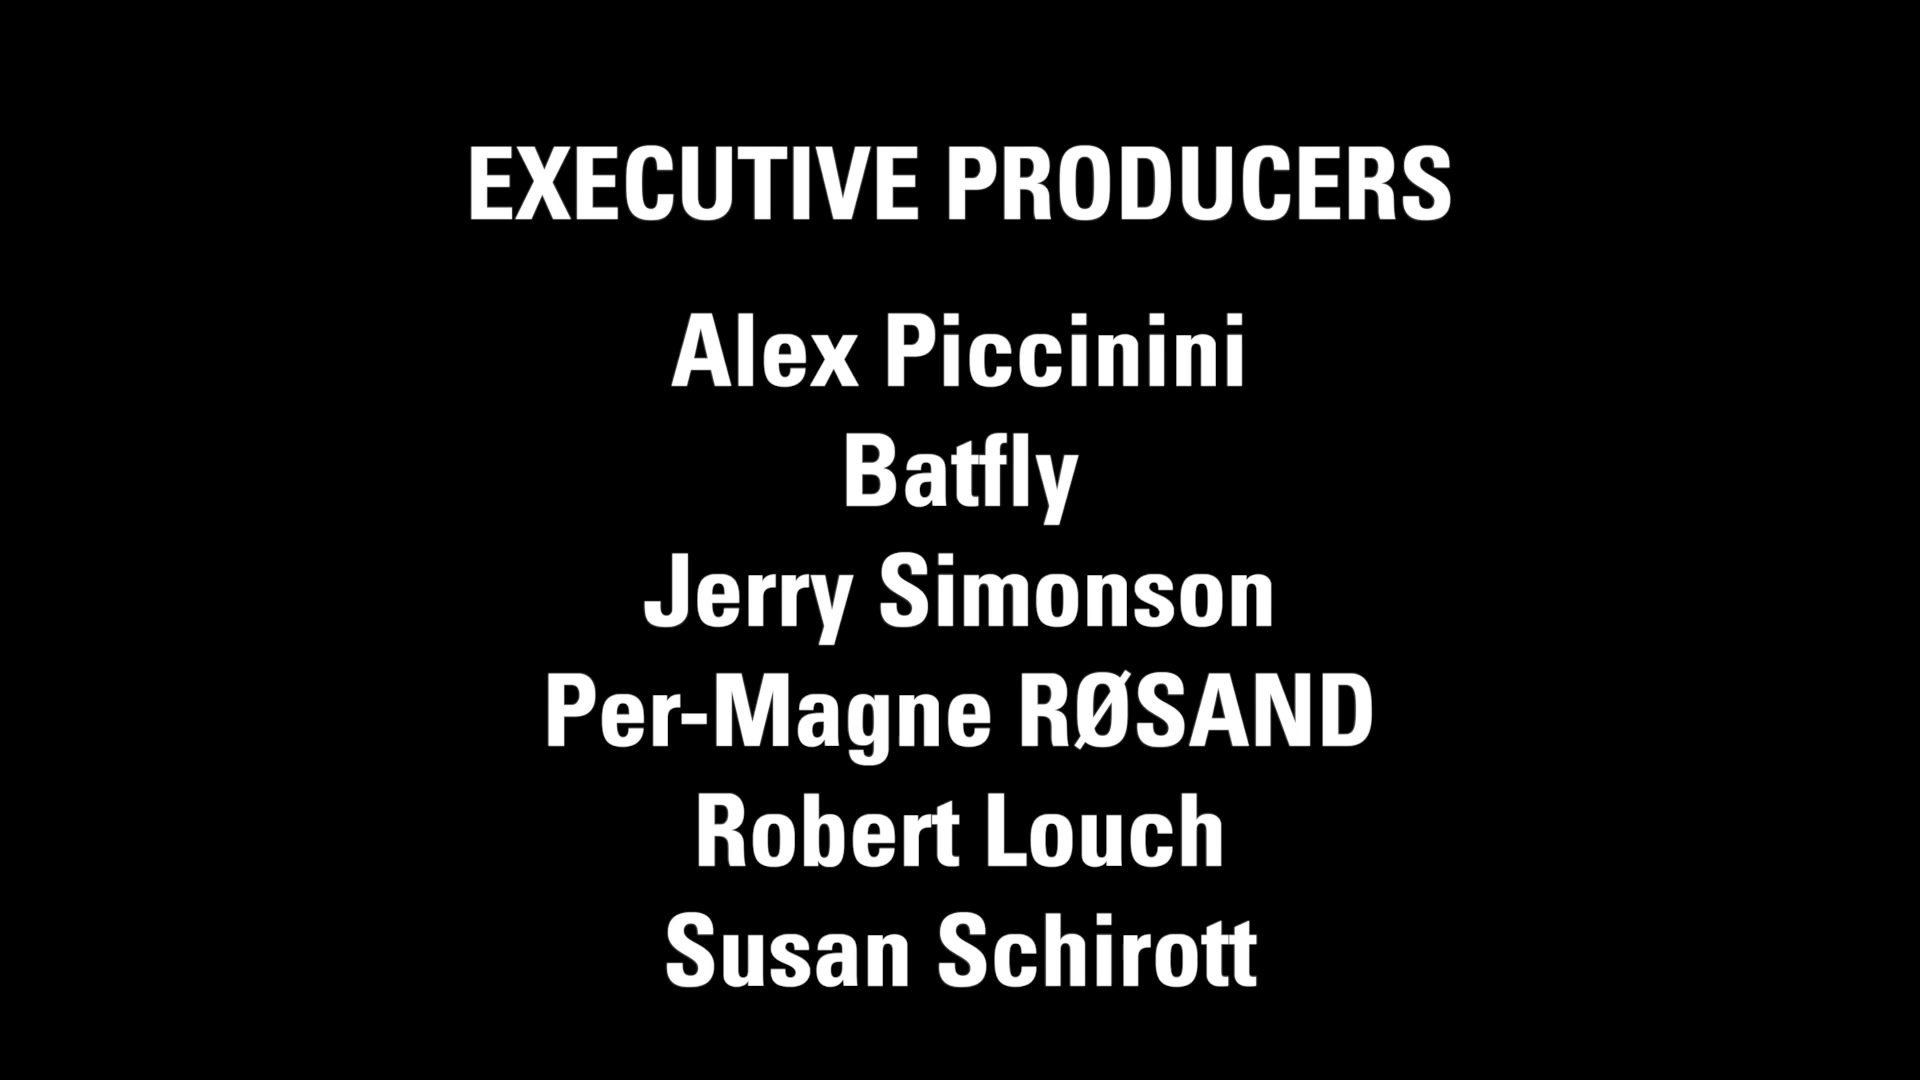 EXECUTIVE PRODUCERS
Alex Piccinini
Batfly
Jerry Simonson
Per-Magne RØSAND
Robert Louch
Susan Schirott